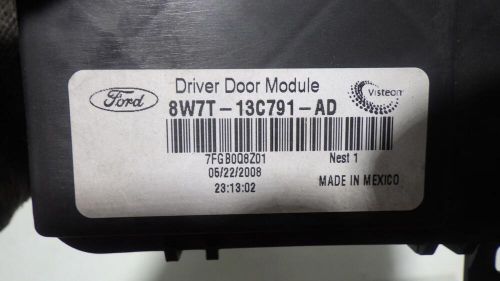 Ford
Driver Door Module
8W7T-13C791-AD
Visteon
7FGB0Q8Z01
Nest 1
05/22/2008
23:13:02
MADE IN MEXICO